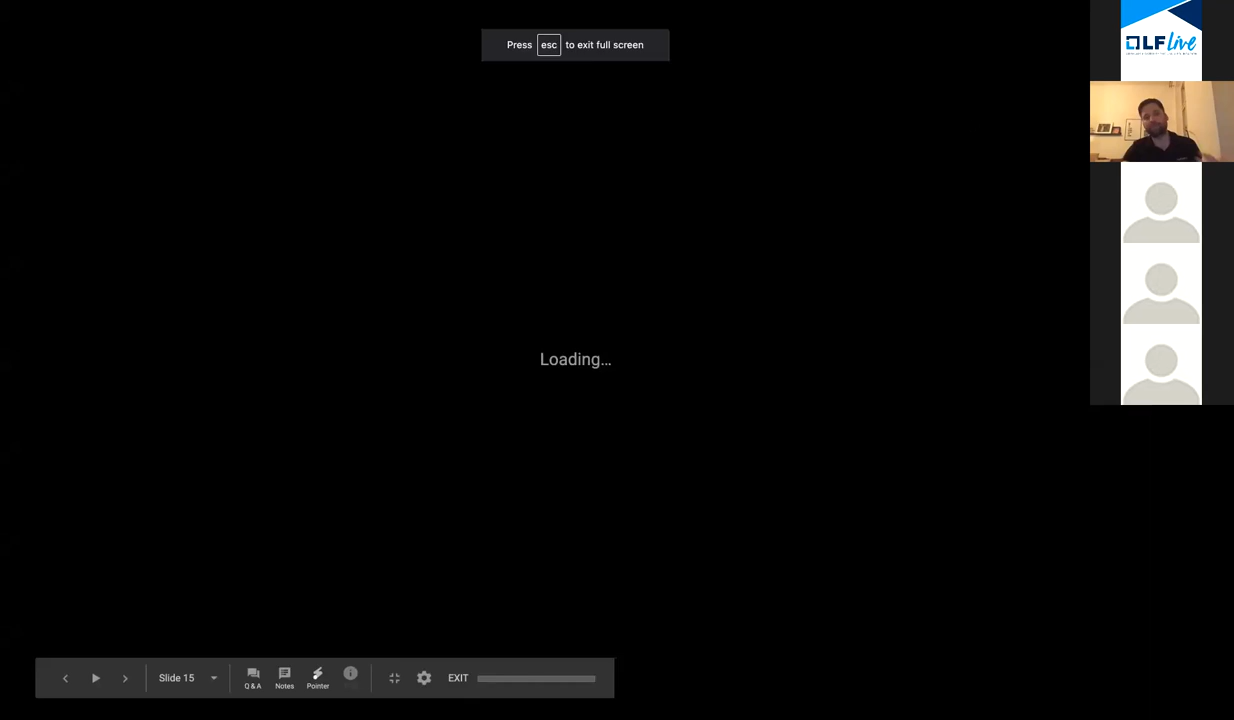 Press esc to exit full screen
LF Live
Loading...
Slide 15
Q & A
Notes
Pointer
EXIT